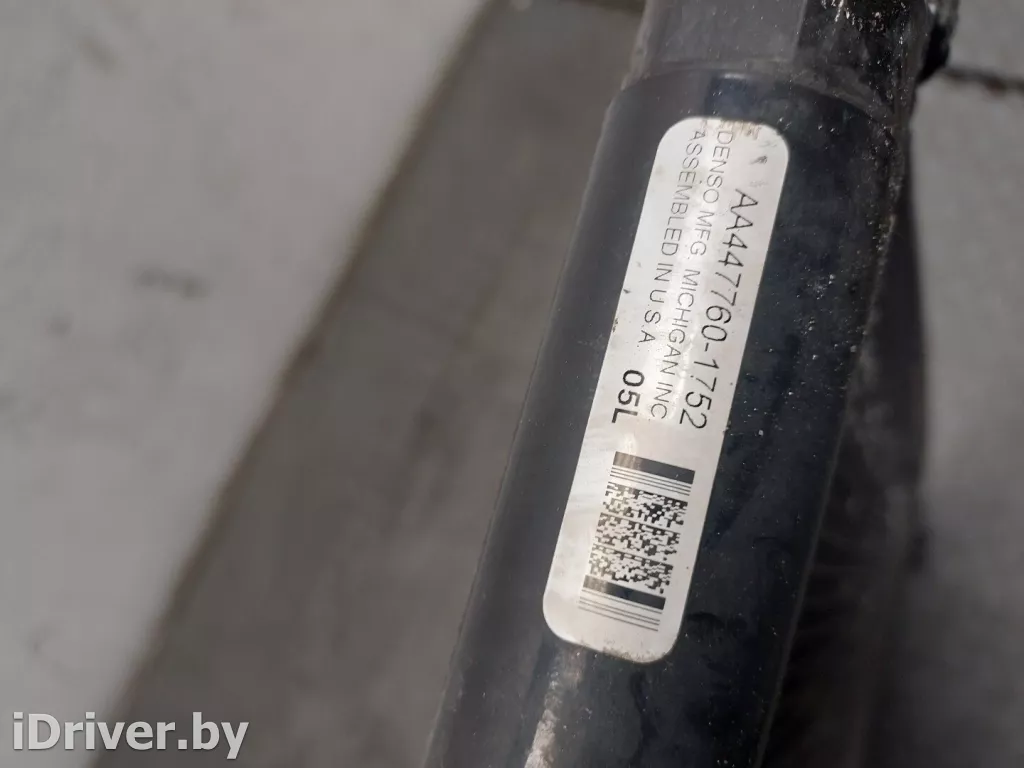 AA447760-1752
DENSO MFG. MICHIGAN INC
ASSEMBLED IN U.S.A.
05L
iDriver.by